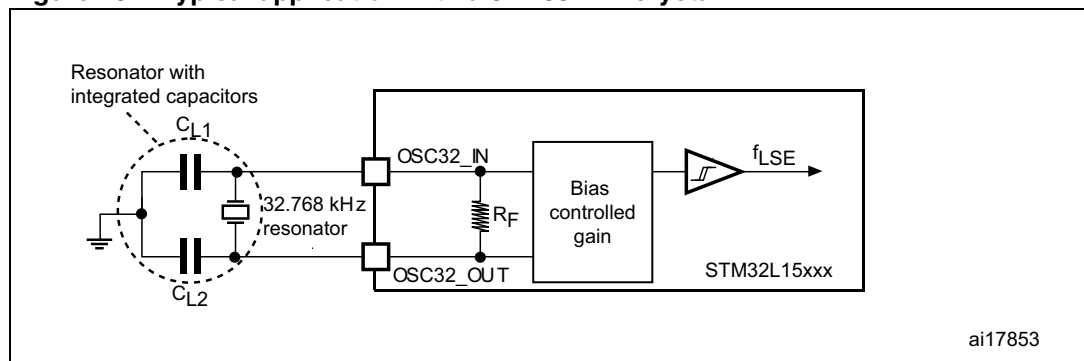 Resonator with
integrated capacitors
CL1
OSC32_IN
fLSE
32.768 kHz
resonator
RF
Bias
controlled
gain
OSC32_OUT
STM32L15xxx
CL2
ai17853